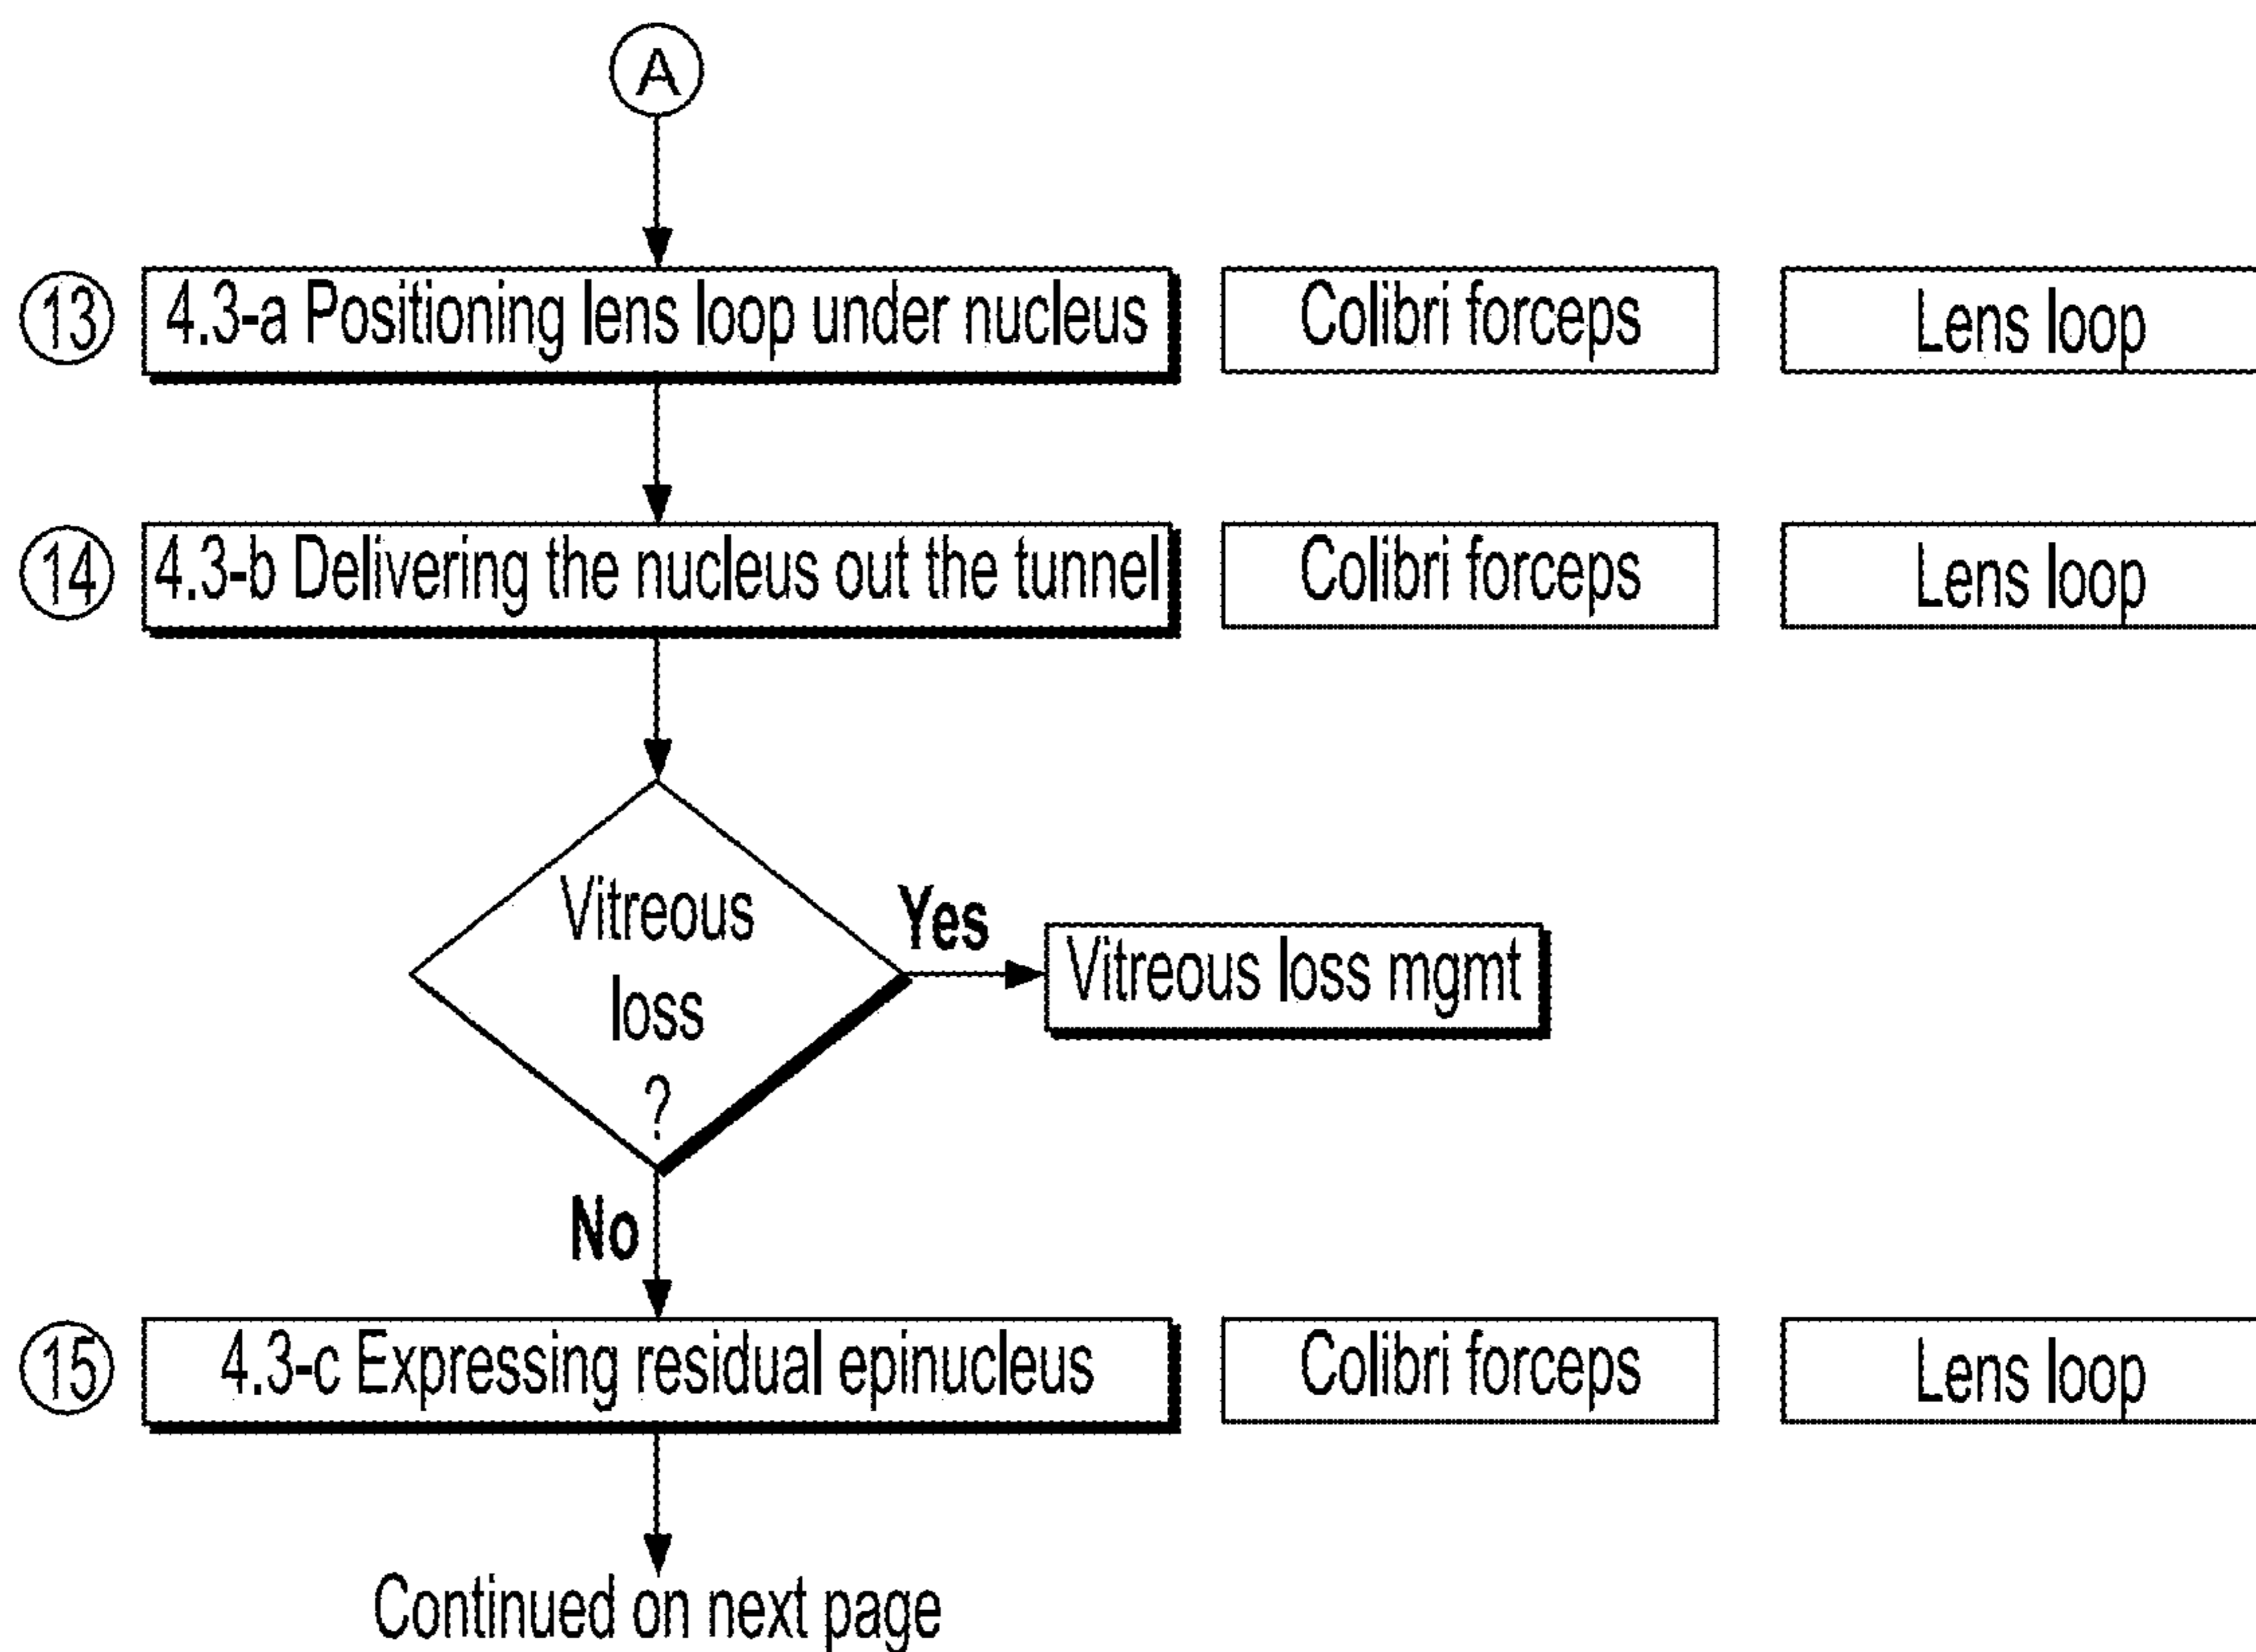 A
13 4.3-a Positioning lens loop under nucleus Colibri forceps Lens loop
14 4.3-b Delivering the nucleus out the tunnel Colibri forceps Lens loop
Vitreous
loss
?
Yes
Vitreous loss mgmt
No
15 4.3-c Expressing residual epinucleus Colibri forceps Lens loop
Continued on next page